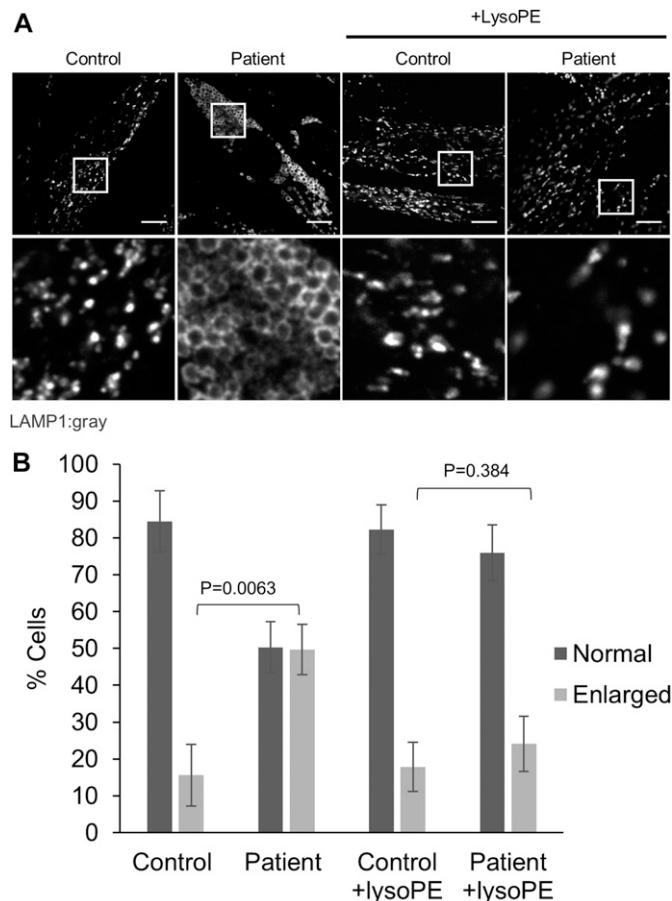 A
+LysoPE
Control Patient Control Patient
LAMP1:gray
B
100
90
80
70
60
50
40
30
20
10
0
% Cells
P=0.0063
P=0.384
Normal
Enlarged
Control Patient Control Patient
+lysoPE +lysoPE